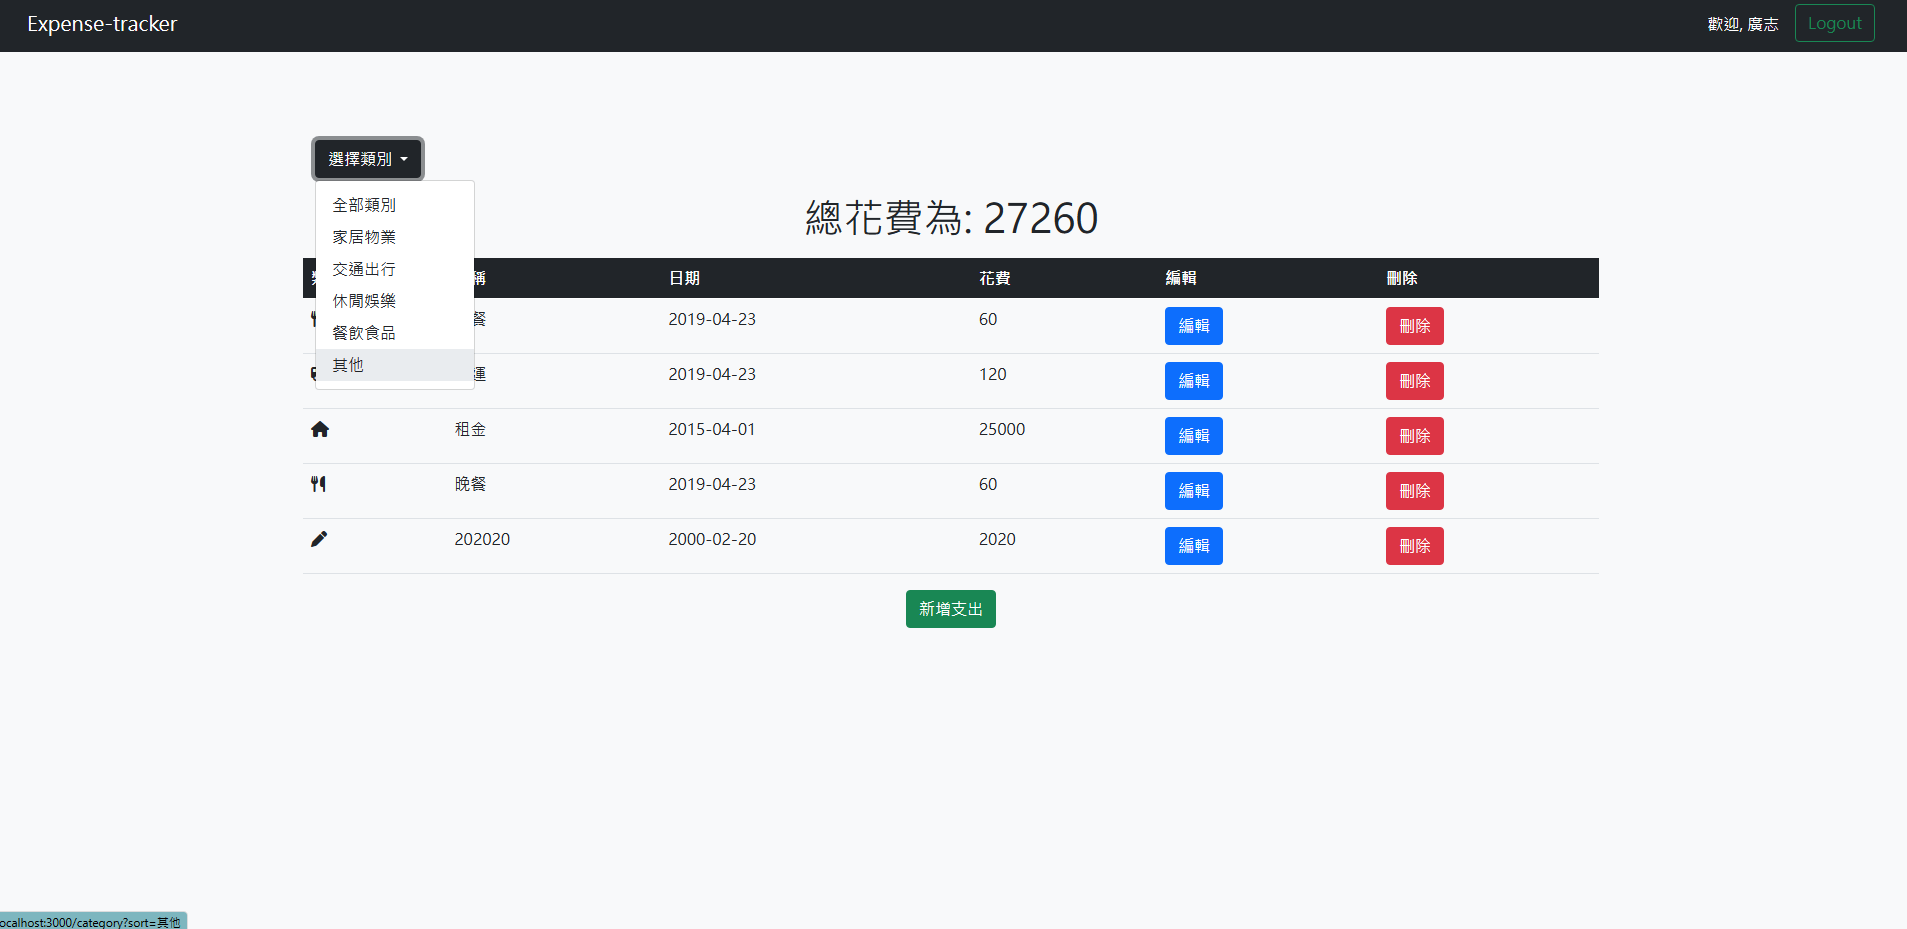 Expense-tracker
歡迎, 廣志 Logout
選擇類別
全部類別
家居物業
交通出行
休閒娛樂
餐飲食品
其他
總花費為: 27260
稱 日期 花費 編輯 刪除
餐 2019-04-23 60 編輯 刪除
運 2019-04-23 120 編輯 刪除
租金 2015-04-01 25000 編輯 刪除
晚餐 2019-04-23 60 編輯 刪除
202020 2000-02-20 2020 編輯 刪除
新增支出
ocalhost:3000/category?sort=其他